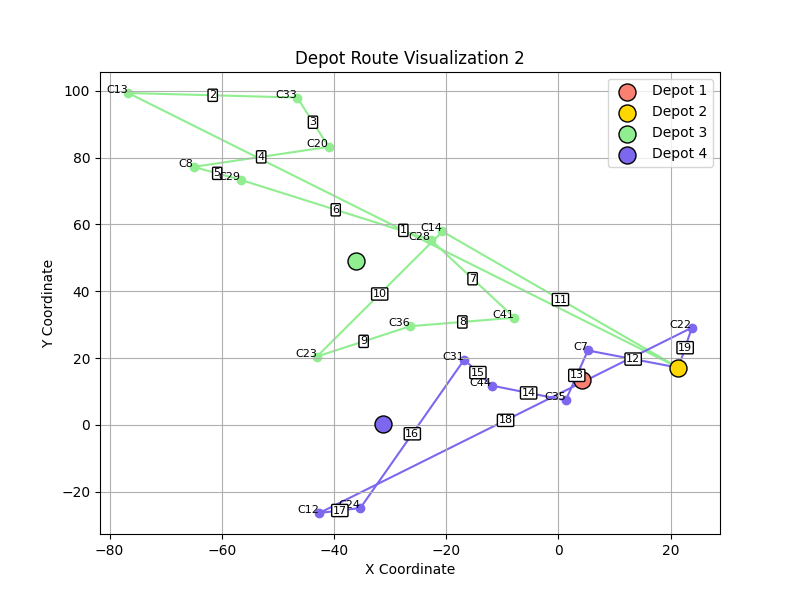 Depot Route Visualization 2
Depot 1
Depot 2
Depot 3
Depot 4
Y Coordinate
100
80
60
40
20
0
−20
−80
−60
−40
−20
0
20
X Coordinate
C13
2
C33
3
C20
4
C8
5
C29
6
1
C14
C28
7
10
11
C41
8
C36
9
C23
C22
19
C7
12
C31
15
13
C44
14
C35
18
16
C24
C12
17